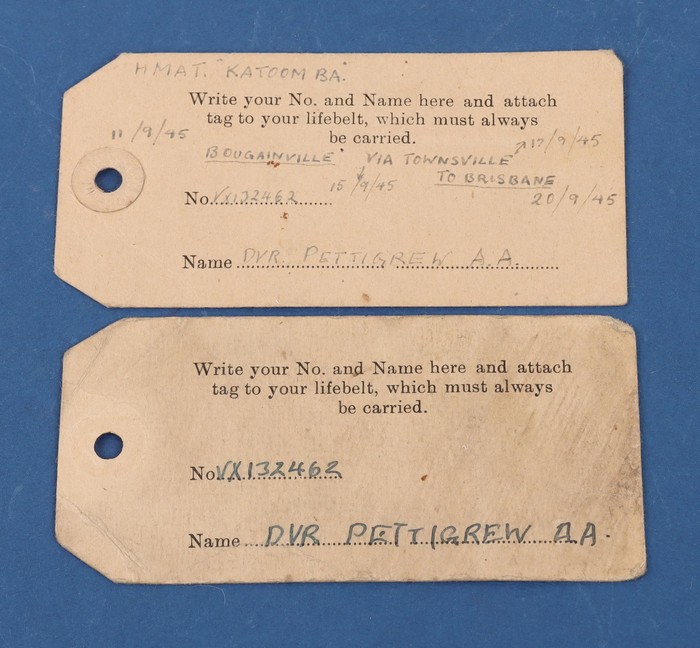 HMAT. KATOOMBA.
Write your No. and Name here and attach
tag to your lifebelt, which must always
be carried.
11/9/45
17/9/45
BOUGAINVILLE VIA TOWNSVILLE
15/9/45
TO BRISBANE
20/9/45
No. VX132462
Name DVR. PETTIGREW A.A.
Write your No. and Name here and attach
tag to your lifebelt, which must always
be carried.
No. VX132462
Name DVR PETTIGREW AA.